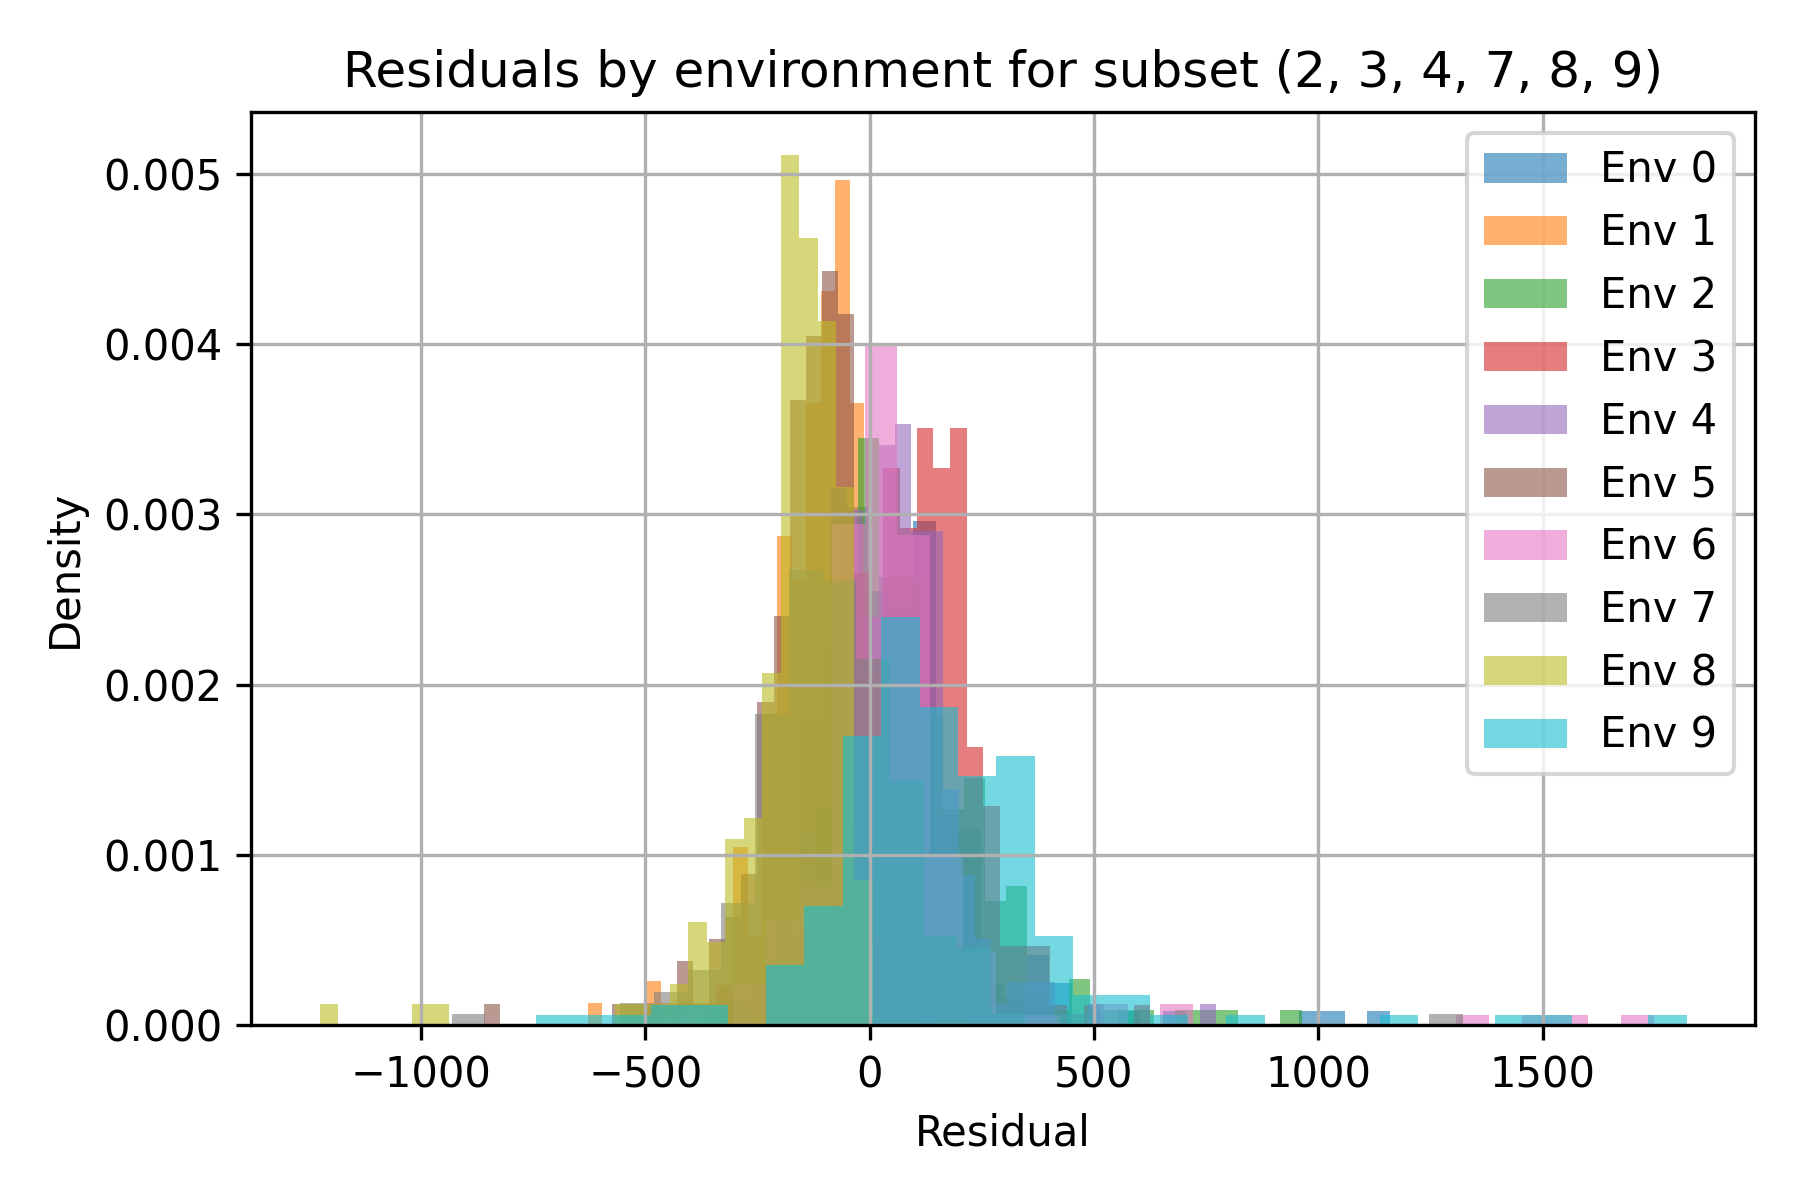 Residuals by environment for subset (2, 3, 4, 7, 8, 9)
Density
0.005
0.004
0.003
0.002
0.001
0.000
−1000
−500
0
500
1000
1500
Residual
Env 0
Env 1
Env 2
Env 3
Env 4
Env 5
Env 6
Env 7
Env 8
Env 9